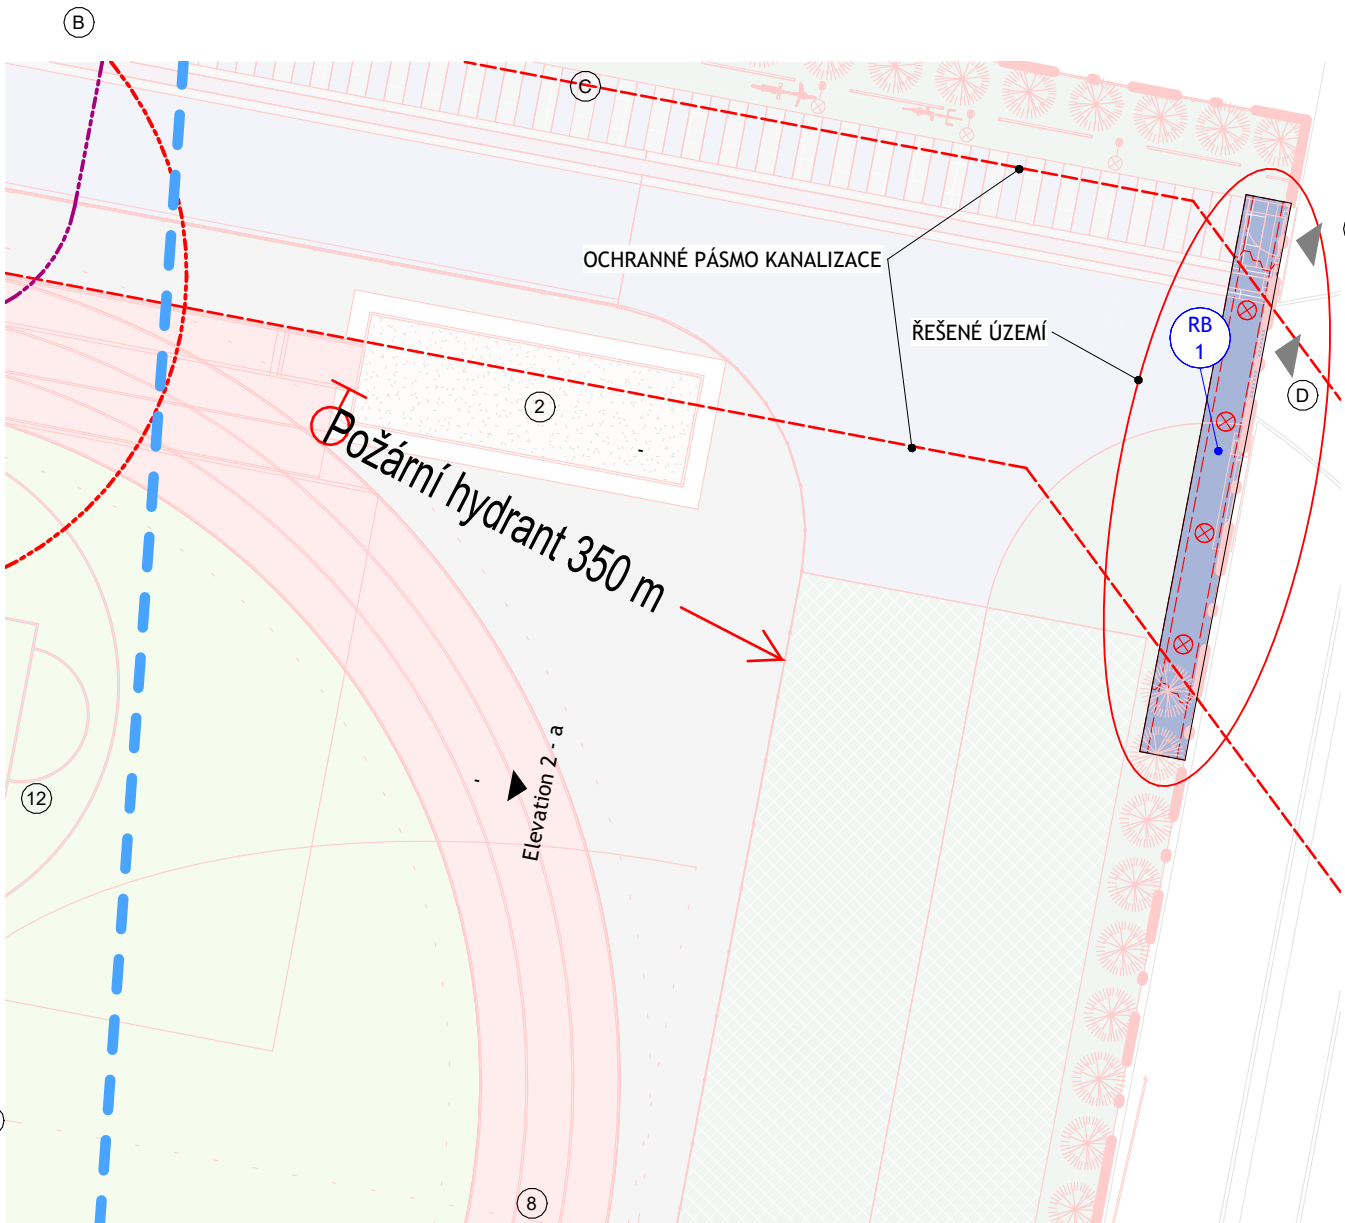 B
C
OCHRANNÉ PÁSMO KANALIZACE
ŘEŠENÉ ÚZEMÍ
RB
1
D
2
Požární hydrant 350 m
Elevation 2 - a
12
8